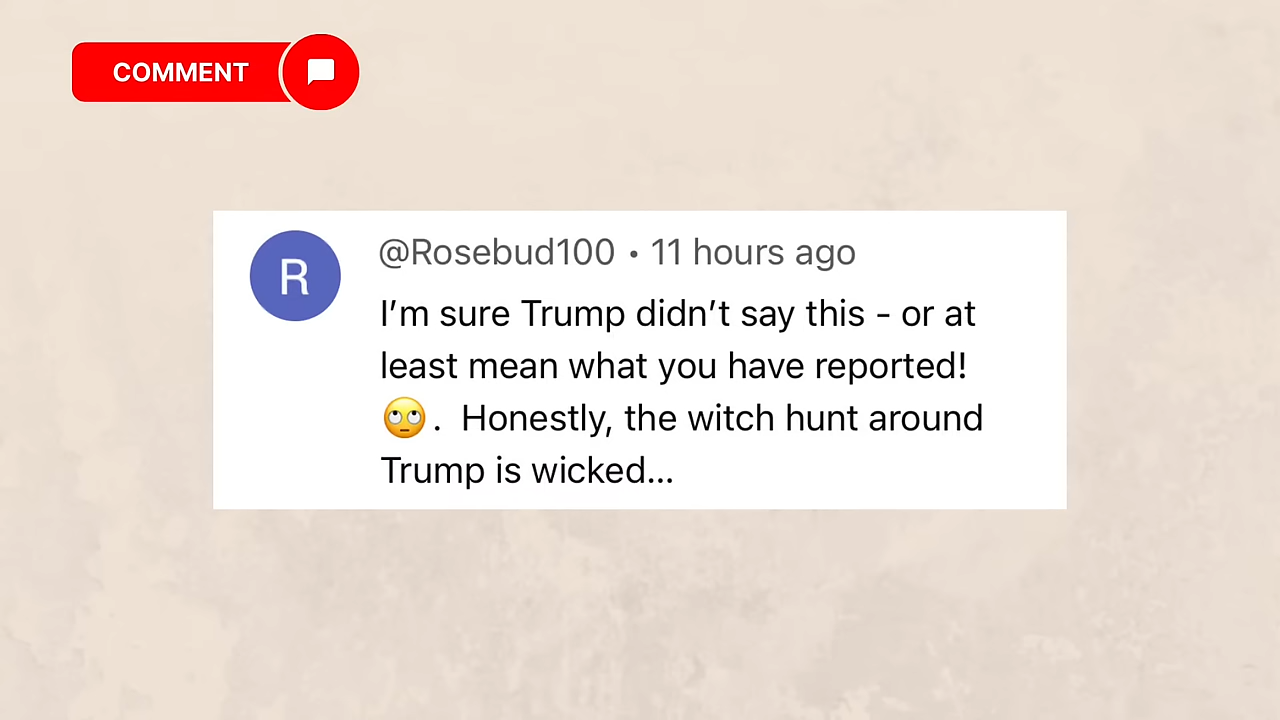 COMMENT
R
@Rosebud100 • 11 hours ago
I’m sure Trump didn’t say this - or at
least mean what you have reported!
🙄.  Honestly, the witch hunt around
Trump is wicked...